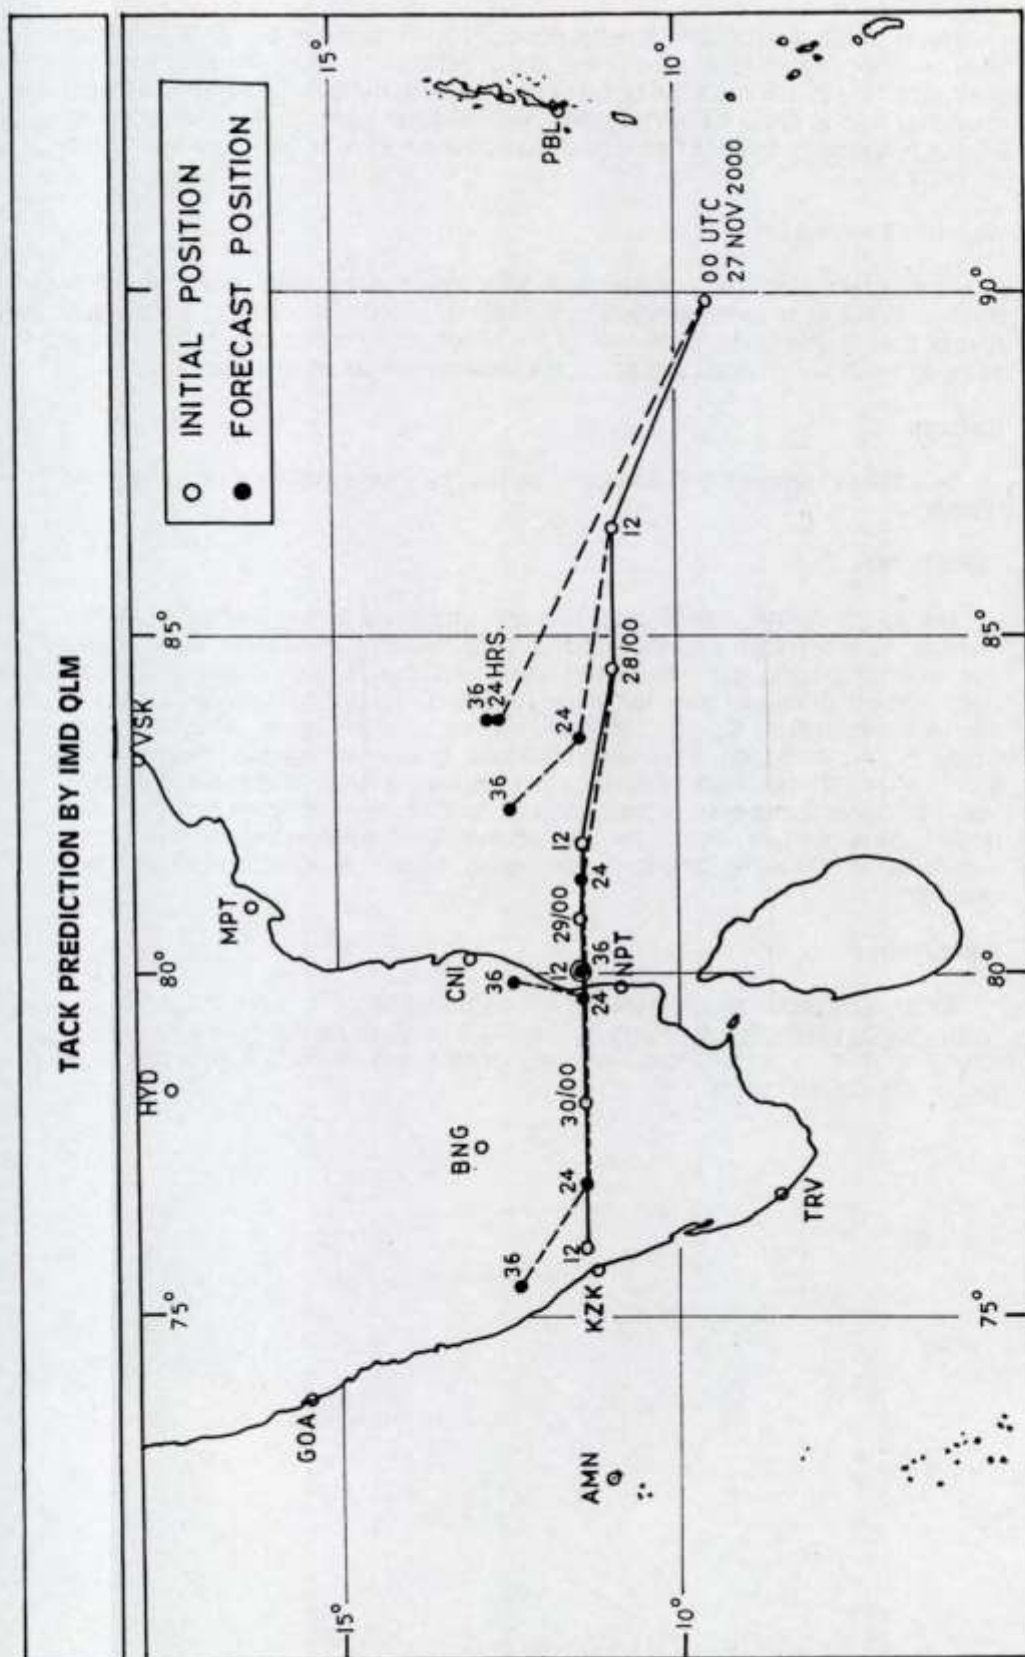 TACK PREDICTION BY IMD QLM
○ INITIAL POSITION
● FORECAST POSITION
75°
80°
85°
90°
15°
15°
10°
10°
75°
HYD
VSK
MPT
GOA
BNG
CNI
PBL
AMN
KZK
NPT
TRV
00 UTC
27 NOV 2000
12
28/00
12
29/00
12
30/00
12
36
24 HRS
24
36
24
36
24
36
24
36